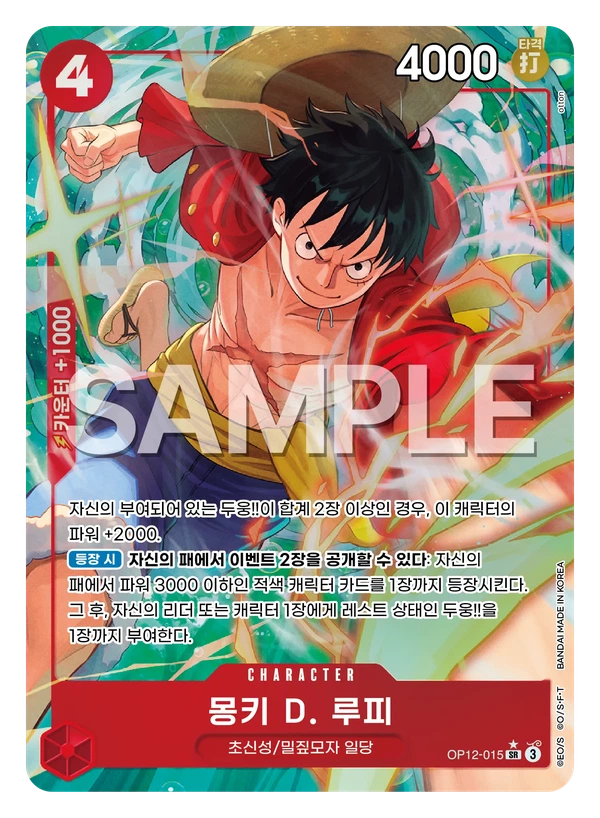 4
4000
타격
打
otton
카운터 +1000
SAMPLE
자신의 부여되어 있는 두웅!!이 합계 2장 이상인 경우, 이 캐릭터의
파워 +2000.
등장 시 자신의 패에서 이벤트 2장을 공개할 수 있다: 자신의
패에서 파워 3000 이하인 적색 캐릭터 카드를 1장까지 등장시킨다.
그 후, 자신의 리더 또는 캐릭터 1장에게 레스트 상태인 두웅!!을
1장까지 부여한다.
CHARACTER
몽키 D. 루피
초신성/밀짚모자 일당
OP12-015 SR 3
©EO/S ©O/S·F·T BANDAI MADE IN KOREA